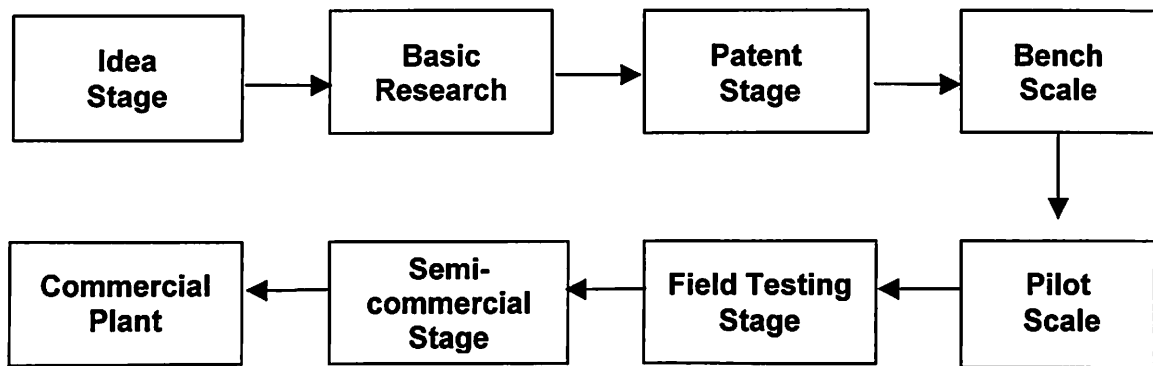 Idea
Stage
Basic
Research
Patent
Stage
Bench
Scale
Commercial
Plant
Semi-
commercial
Stage
Field Testing
Stage
Pilot
Scale